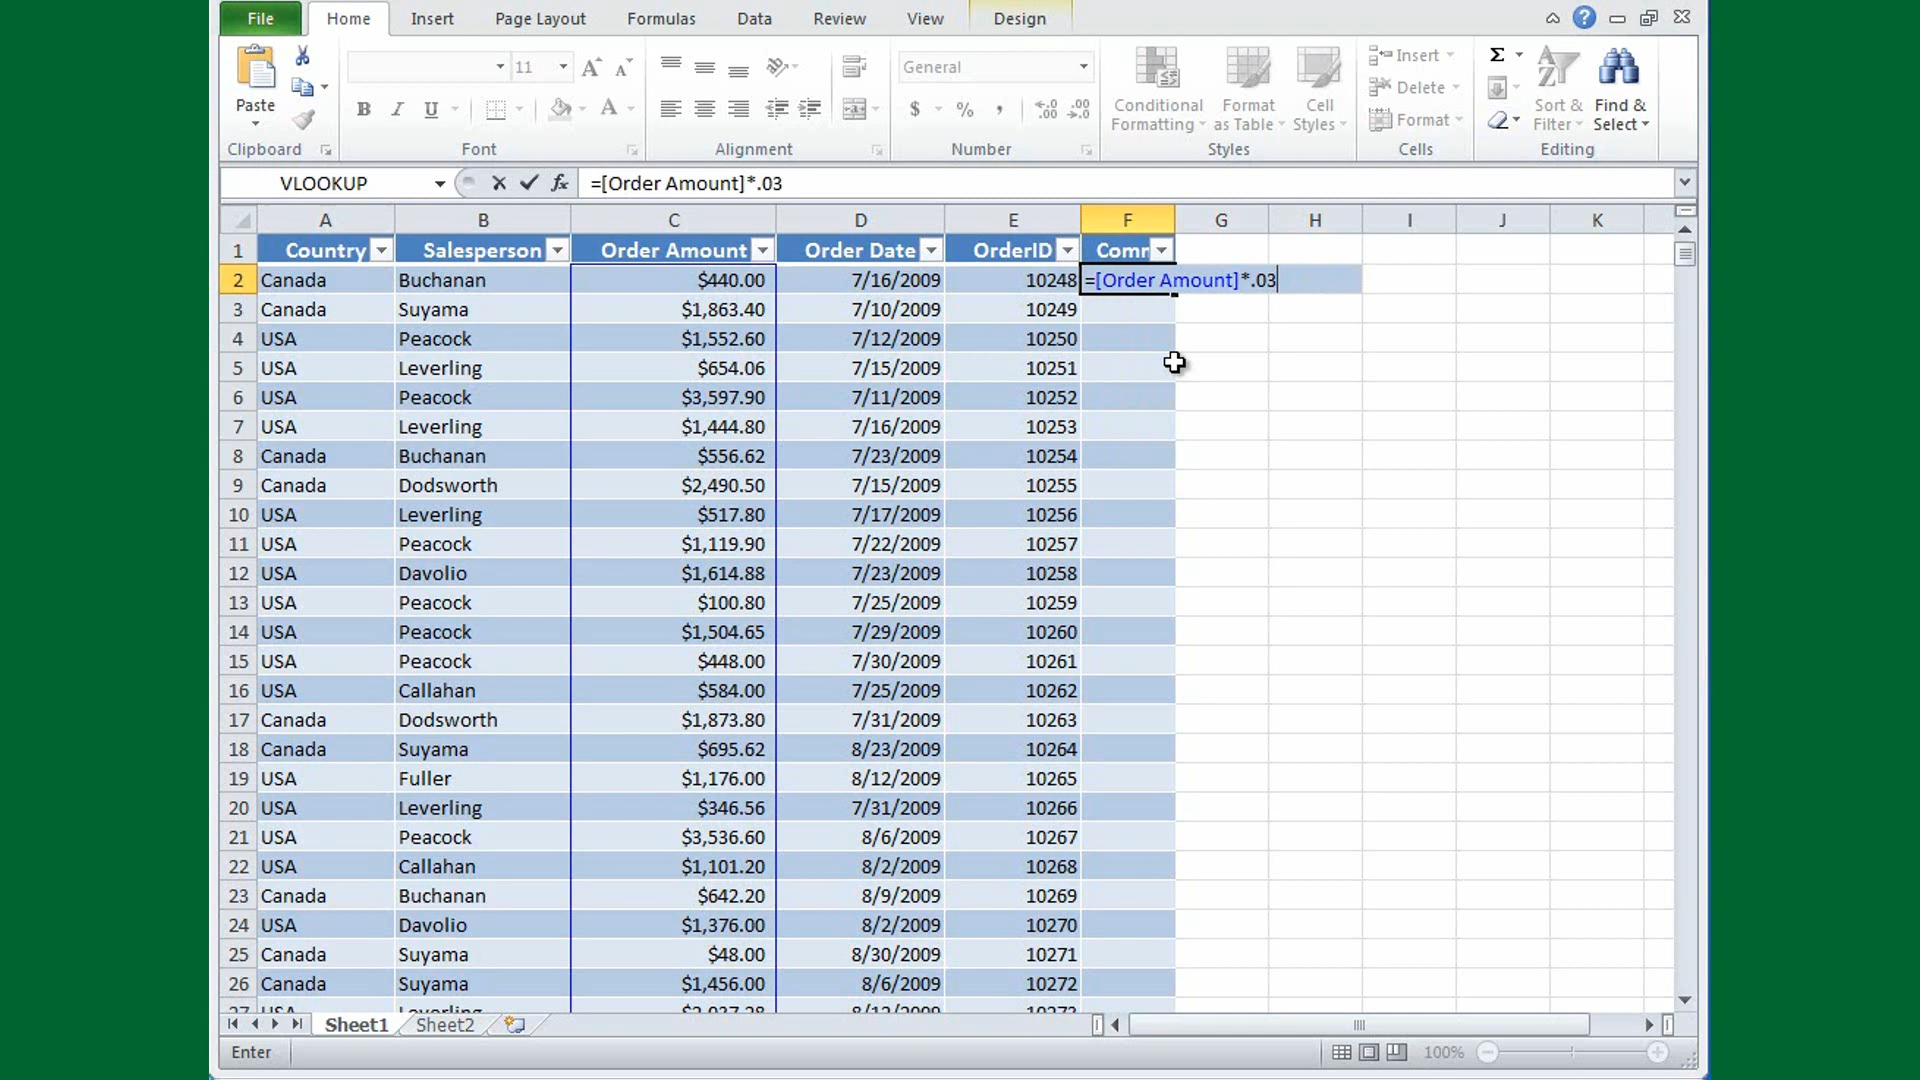 File Home Insert Page Layout Formulas Data Review View Design
11 General
Paste
Conditional Formatting
Format as Table
Cell Styles
Insert
Delete
Format
Sort & Filter
Find & Select
Clipboard Font Alignment Number Styles Cells Editing
VLOOKUP =[Order Amount]*.03
A B C D E F G H I J K
1 Country Salesperson Order Amount Order Date OrderID Comm
2 Canada Buchanan $440.00 7/16/2009 10248 =[Order Amount]*.03
3 Canada Suyama $1,863.40 7/10/2009 10249
4 USA Peacock $1,552.60 7/12/2009 10250
5 USA Leverling $654.06 7/15/2009 10251
6 USA Peacock $3,597.90 7/11/2009 10252
7 USA Leverling $1,444.80 7/16/2009 10253
8 Canada Buchanan $556.62 7/23/2009 10254
9 Canada Dodsworth $2,490.50 7/15/2009 10255
10 USA Leverling $517.80 7/17/2009 10256
11 USA Peacock $1,119.90 7/22/2009 10257
12 USA Davolio $1,614.88 7/23/2009 10258
13 USA Peacock $100.80 7/25/2009 10259
14 USA Peacock $1,504.65 7/29/2009 10260
15 USA Peacock $448.00 7/30/2009 10261
16 USA Callahan $584.00 7/25/2009 10262
17 Canada Dodsworth $1,873.80 7/31/2009 10263
18 Canada Suyama $695.62 8/23/2009 10264
19 USA Fuller $1,176.00 8/12/2009 10265
20 USA Leverling $346.56 7/31/2009 10266
21 USA Peacock $3,536.60 8/6/2009 10267
22 USA Callahan $1,101.20 8/2/2009 10268
23 Canada Buchanan $642.20 8/9/2009 10269
24 USA Davolio $1,376.00 8/2/2009 10270
25 Canada Suyama $48.00 8/30/2009 10271
26 Canada Suyama $1,456.00 8/6/2009 10272
27 USA Leverling $2,037.28 8/12/2009 10273
Sheet1 Sheet2
Enter 100%